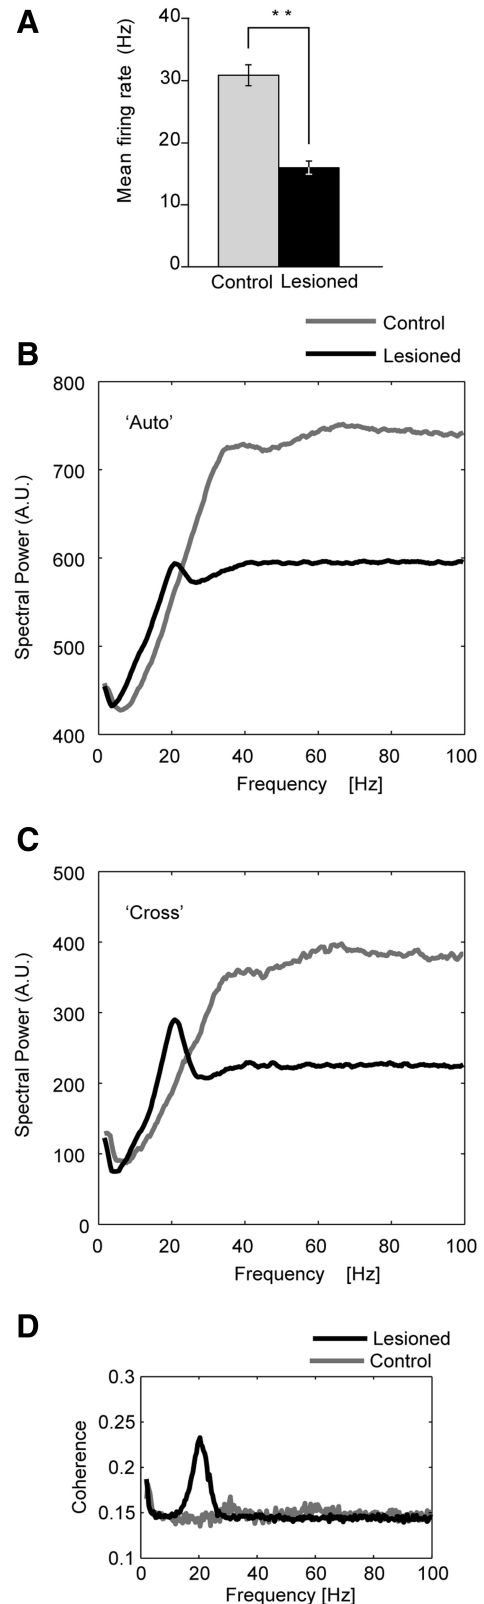 A
* *
Mean firing rate (Hz)
40
30
20
10
0
Control Lesioned
Control
Lesioned
B
'Auto'
Spectral Power (A.U.)
800
700
600
500
400
0 20 40 60 80 100
Frequency [Hz]
C
'Cross'
Spectral Power (A.U.)
500
400
300
200
100
0
0 20 40 60 80 100
Frequency [Hz]
D
Lesioned
Control
Coherence
0.3
0.25
0.2
0.15
0.1
0 20 40 60 80 100
Frequency [Hz]